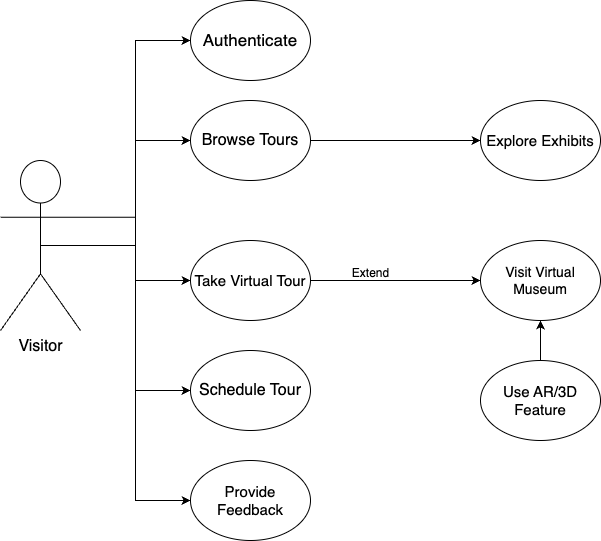 Authenticate
Browse Tours
Explore Exhibits
Take Virtual Tour
Extend
Visit Virtual
Museum
Visitor
Schedule Tour
Use AR/3D
Feature
Provide
Feedback